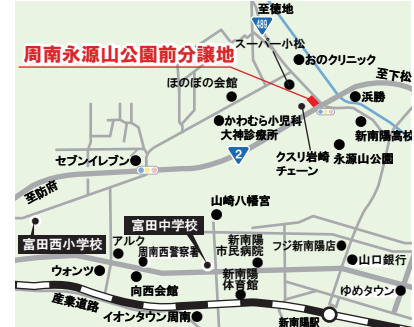 至徳地
489
スーパー小松
周南永源山公園前分譲地
おのクリニック
至下松
ほのぼの会館
浜勝
かわむら小児科
大神診療所
新南陽高校
クスリ岩崎
チェーン
永源山公園
セブンイレブン
2
至防府
山崎八幡宮
富田中学校
富田西小学校
アルク
周南西警察署
新南陽
市民病院
フジ新南陽店
山口銀行
ウォンツ
向西会館
新南陽
体育館
ゆめタウン
産業道路
イオンタウン周南
新南陽駅